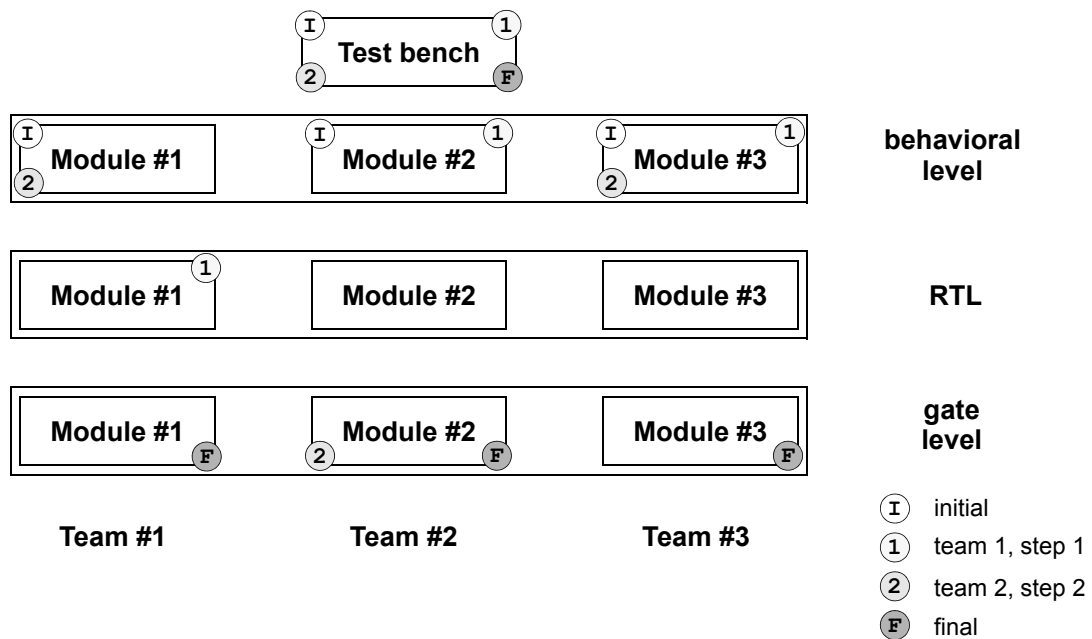 I 1
Test bench
2 F
I I 1 I 1
Module #1 Module #2 Module #3
2 2
behavioral
level
1
Module #1 Module #2 Module #3
RTL
Module #1 Module #2 Module #3
F 2 F F
gate
level
Team #1 Team #2 Team #3
I initial
1 team 1, step 1
2 team 2, step 2
F final